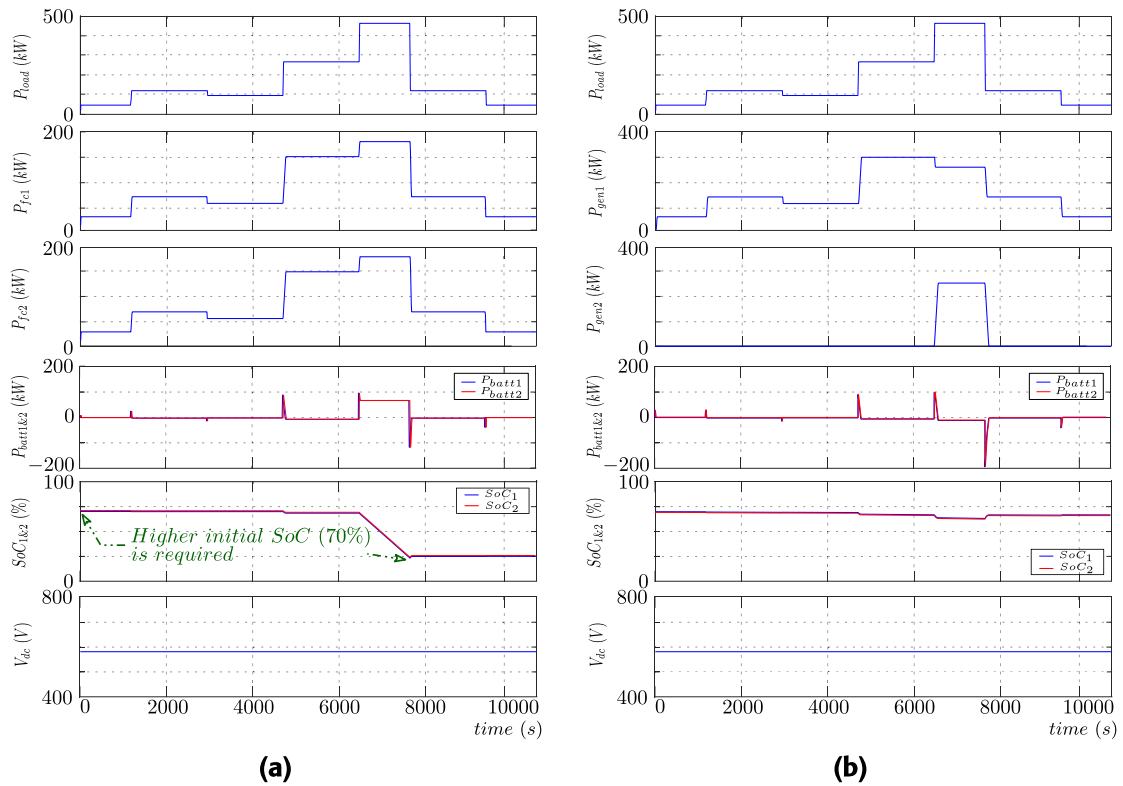 500
P_load (kW)
0
200
P_fc1 (kW)
0
200
P_fc2 (kW)
0
200
P_batt1&2 (kW)
0
−200
P_batt1
P_batt2
100
SoC_1&2 (%)
0
SoC_1
SoC_2
Higher initial SoC (70%)
is required
800
V_dc (V)
400
0 2000 4000 6000 8000 10000
time (s)
(a)
500
P_load (kW)
0
400
P_gen1 (kW)
0
400
P_gen2 (kW)
0
200
P_batt1&2 (kW)
0
−200
P_batt1
P_batt2
100
SoC_1&2 (%)
0
SoC_1
SoC_2
800
V_dc (V)
400
0 2000 4000 6000 8000 10000
time (s)
(b)